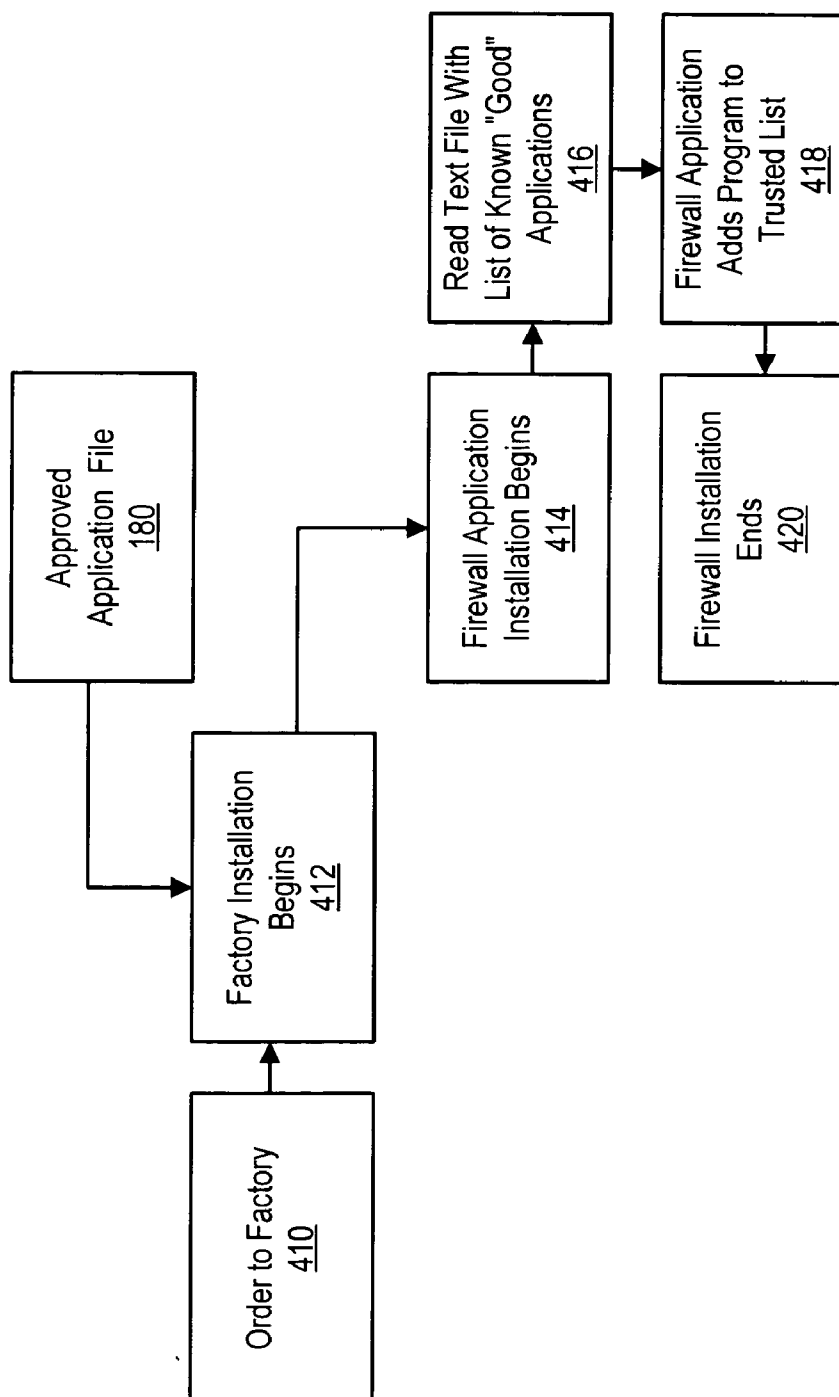 Order to Factory
410
Factory Installation
Begins
412
Approved
Application File
180
Firewall Application
Installation Begins
414
Read Text File With
List of Known "Good"
Applications
416
Firewall Application
Adds Program to
Trusted List
418
Firewall Installation
Ends
420